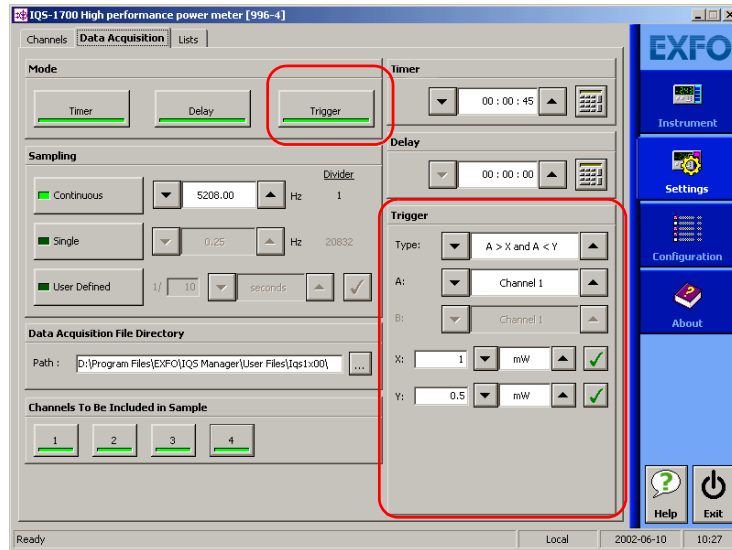 IQS-1700 High performance power meter [996-4]
Channels Data Acquisition Lists
Mode
Timer Delay Trigger
Sampling
Divider
Continuous 5208.00 Hz 1
Single 0.25 Hz 20832
User Defined 1/ 10 seconds
Data Acquisition File Directory
Path : D:\Program Files\EXFO\IQS Manager\User Files\Iqs1x00\ ...
Channels To Be Included in Sample
1 2 3 4
Timer
00 : 00 : 45
Delay
00 : 00 : 00
Trigger
Type: A > X and A < Y
A: Channel 1
B: Channel 1
X: 1 mW
Y: 0.5 mW
EXFO
Instrument
Settings
Configuration
About
Help Exit
Ready Local 2002-06-10 10:27